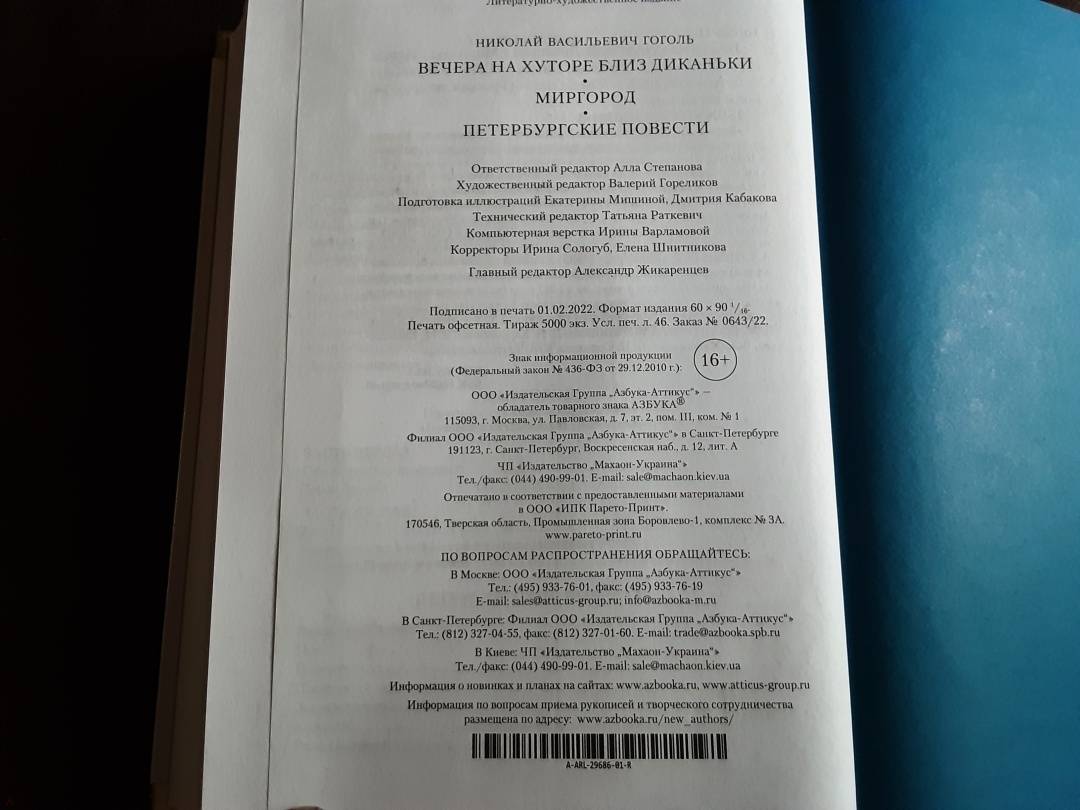 Литературно-художественное издание
НИКОЛАЙ ВАСИЛЬЕВИЧ ГОГОЛЬ
ВЕЧЕРА НА ХУТОРЕ БЛИЗ ДИКАНЬКИ
•
МИРГОРОД
•
ПЕТЕРБУРГСКИЕ ПОВЕСТИ
Ответственный редактор Алла Степанова
Художественный редактор Валерий Гореликов
Подготовка иллюстраций Екатерины Мишиной, Дмитрия Кабакова
Технический редактор Татьяна Раткевич
Компьютерная верстка Ирины Варламовой
Корректоры Ирина Сологуб, Елена Шнитникова
Главный редактор Александр Жикаренцев
Подписано в печать 01.02.2022. Формат издания 60 × 90 1/16.
Печать офсетная. Тираж 5000 экз. Усл. печ. л. 46. Заказ № 0643/22.
Знак информационной продукции
(Федеральный закон № 436-ФЗ от 29.12.2010 г.): 16+
ООО «Издательская Группа „Азбука-Аттикус“» —
обладатель товарного знака АЗБУКА®
115093, г. Москва, ул. Павловская, д. 7, эт. 2, пом. III, ком. № 1
Филиал ООО «Издательская Группа „Азбука-Аттикус“» в Санкт-Петербурге
191123, г. Санкт-Петербург, Воскресенская наб., д. 12, лит. А
ЧП «Издательство „Махаон-Украина“»
Тел./факс: (044) 490-99-01. E-mail: sale@machaon.kiev.ua
Отпечатано в соответствии с предоставленными материалами
в ООО «ИПК Парето-Принт».
170546, Тверская область, Промышленная зона Боровлево-1, комплекс № 3А.
www.pareto-print.ru
ПО ВОПРОСАМ РАСПРОСТРАНЕНИЯ ОБРАЩАЙТЕСЬ:
В Москве: ООО «Издательская Группа „Азбука-Аттикус“»
Тел.: (495) 933-76-01, факс: (495) 933-76-19
E-mail: sales@atticus-group.ru; info@azbooka-m.ru
В Санкт-Петербурге: Филиал ООО «Издательская Группа „Азбука-Аттикус“»
Тел.: (812) 327-04-55, факс: (812) 327-01-60. E-mail: trade@azbooka.spb.ru
В Киеве: ЧП «Издательство „Махаон-Украина“»
Тел./факс: (044) 490-99-01. E-mail: sale@machaon.kiev.ua
Информация о новинках и планах на сайтах: www.azbooka.ru, www.atticus-group.ru
Информация по вопросам приема рукописей и творческого сотрудничества
размещена по адресу: www.azbooka.ru/new_authors/
A-ARL-29686-01-R